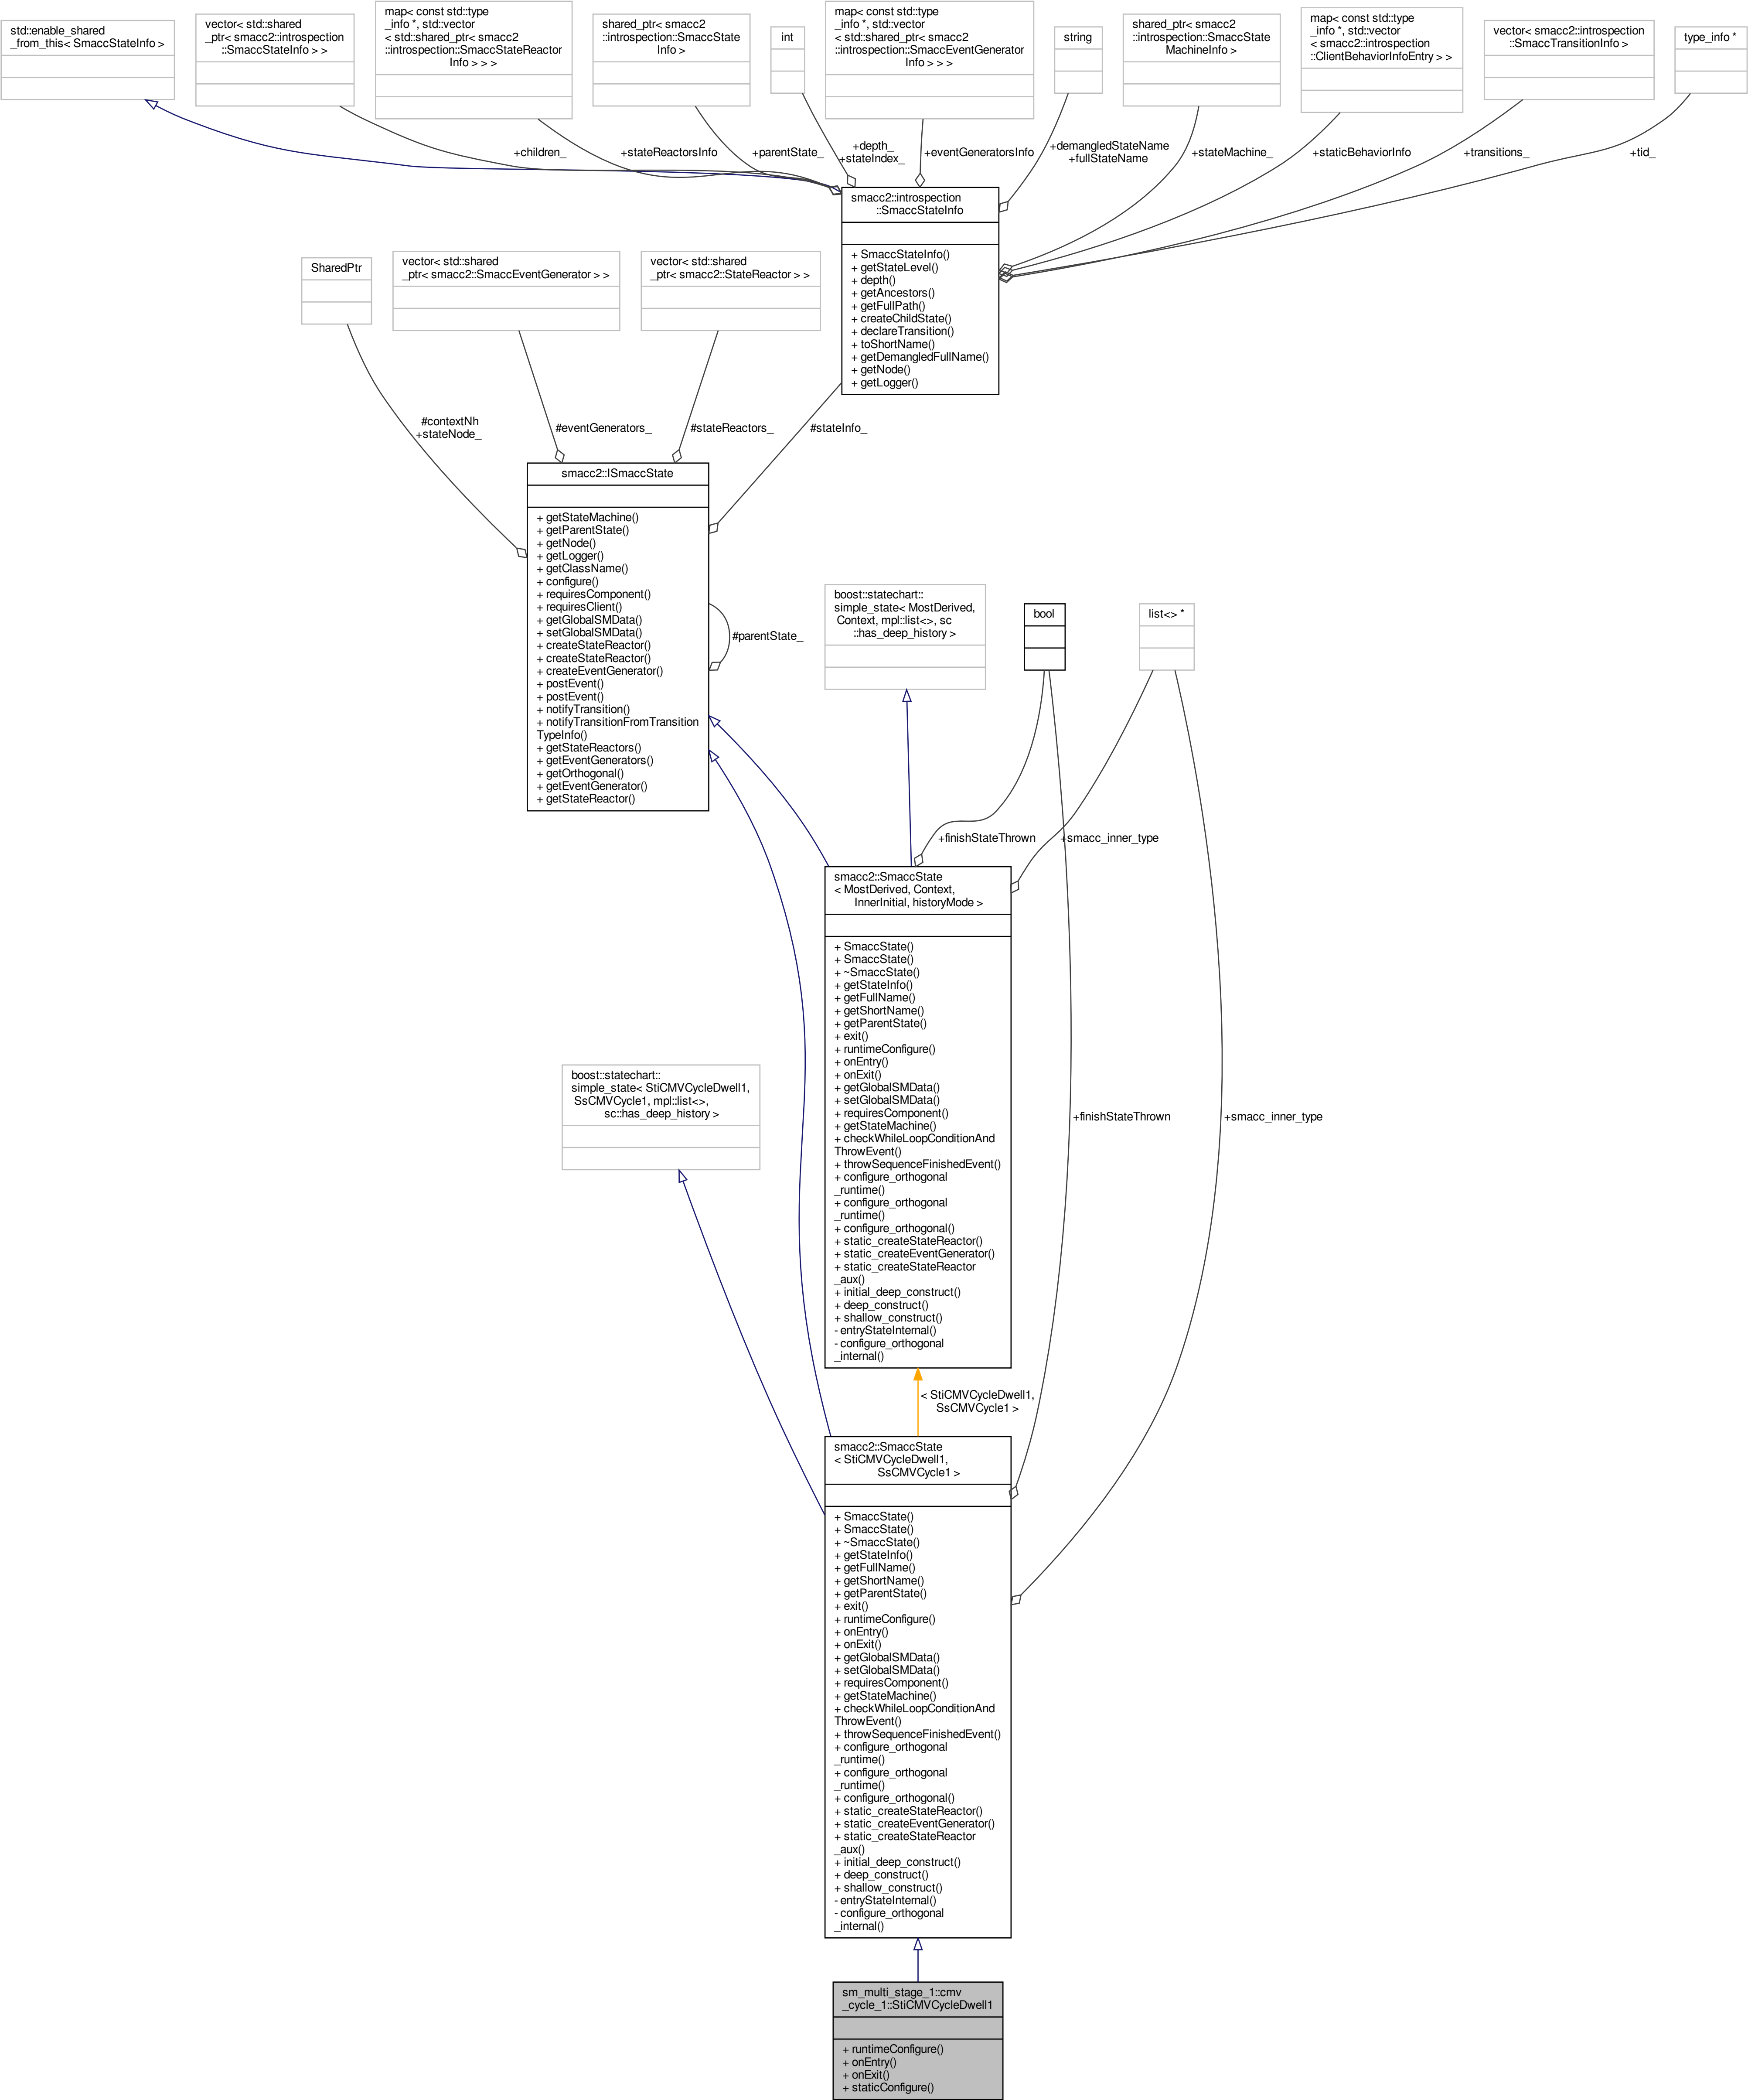 std::enable_shared
_from_this< SmaccStateInfo >
vector< std::shared
_ptr< smacc2::introspection
::SmaccStateInfo > >
map< const std::type
_info *, std::vector
< std::shared_ptr< smacc2
::introspection::SmaccStateReactor
Info > > >
shared_ptr< smacc2
::introspection::SmaccState
Info >
int
map< const std::type
_info *, std::vector
< std::shared_ptr< smacc2
::introspection::SmaccEventGenerator
Info > > >
string
shared_ptr< smacc2
::introspection::SmaccState
MachineInfo >
map< const std::type
_info *, std::vector
< smacc2::introspection
::ClientBehaviorInfoEntry > >
vector< smacc2::introspection
::SmaccTransitionInfo >
type_info *
+children_
+stateReactorsInfo
+parentState_
+depth_
+stateIndex_
+eventGeneratorsInfo
+demangledStateName
+fullStateName
+stateMachine_
+staticBehaviorInfo
+transitions_
+tid_
smacc2::introspection
::SmaccStateInfo
+ SmaccStateInfo()
+ getStateLevel()
+ depth()
+ getAncestors()
+ getFullPath()
+ createChildState()
+ declareTransition()
+ toShortName()
+ getDemangledFullName()
+ getNode()
+ getLogger()
SharedPtr
vector< std::shared
_ptr< smacc2::SmaccEventGenerator > >
vector< std::shared
_ptr< smacc2::StateReactor > >
#contextNh
+stateNode_
#eventGenerators_
#stateReactors_
#stateInfo_
smacc2::ISmaccState
+ getStateMachine()
+ getParentState()
+ getNode()
+ getLogger()
+ getClassName()
+ configure()
+ requiresComponent()
+ requiresClient()
+ getGlobalSMData()
+ setGlobalSMData()
+ createStateReactor()
+ createStateReactor()
+ createEventGenerator()
+ postEvent()
+ postEvent()
+ notifyTransition()
+ notifyTransitionFromTransition
TypeInfo()
+ getStateReactors()
+ getEventGenerators()
+ getOrthogonal()
+ getEventGenerator()
+ getStateReactor()
#parentState_
boost::statechart::
simple_state< MostDerived,
Context, mpl::list<>, sc
::has_deep_history >
bool
list<> *
+finishStateThrown
+smacc_inner_type
smacc2::SmaccState
< MostDerived, Context,
InnerInitial, historyMode >
+ SmaccState()
+ SmaccState()
+ ~SmaccState()
+ getStateInfo()
+ getFullName()
+ getShortName()
+ getParentState()
+ exit()
+ runtimeConfigure()
+ onEntry()
+ onExit()
+ getGlobalSMData()
+ setGlobalSMData()
+ requiresComponent()
+ getStateMachine()
+ checkWhileLoopConditionAnd
ThrowEvent()
+ throwSequenceFinishedEvent()
+ configure_orthogonal
_runtime()
+ configure_orthogonal
_runtime()
+ configure_orthogonal()
+ static_createStateReactor()
+ static_createEventGenerator()
+ static_createStateReactor
_aux()
+ initial_deep_construct()
+ deep_construct()
+ shallow_construct()
- entryStateInternal()
- configure_orthogonal
_internal()
boost::statechart::
simple_state< StiCMVCycleDwell1,
SsCMVCycle1, mpl::list<>,
sc::has_deep_history >
+finishStateThrown
+smacc_inner_type
< StiCMVCycleDwell1,
SsCMVCycle1 >
smacc2::SmaccState
< StiCMVCycleDwell1,
SsCMVCycle1 >
+ SmaccState()
+ SmaccState()
+ ~SmaccState()
+ getStateInfo()
+ getFullName()
+ getShortName()
+ getParentState()
+ exit()
+ runtimeConfigure()
+ onEntry()
+ onExit()
+ getGlobalSMData()
+ setGlobalSMData()
+ requiresComponent()
+ getStateMachine()
+ checkWhileLoopConditionAnd
ThrowEvent()
+ throwSequenceFinishedEvent()
+ configure_orthogonal
_runtime()
+ configure_orthogonal
_runtime()
+ configure_orthogonal()
+ static_createStateReactor()
+ static_createEventGenerator()
+ static_createStateReactor
_aux()
+ initial_deep_construct()
+ deep_construct()
+ shallow_construct()
- entryStateInternal()
- configure_orthogonal
_internal()
sm_multi_stage_1::cmv
_cycle_1::StiCMVCycleDwell1
+ runtimeConfigure()
+ onEntry()
+ onExit()
+ staticConfigure()